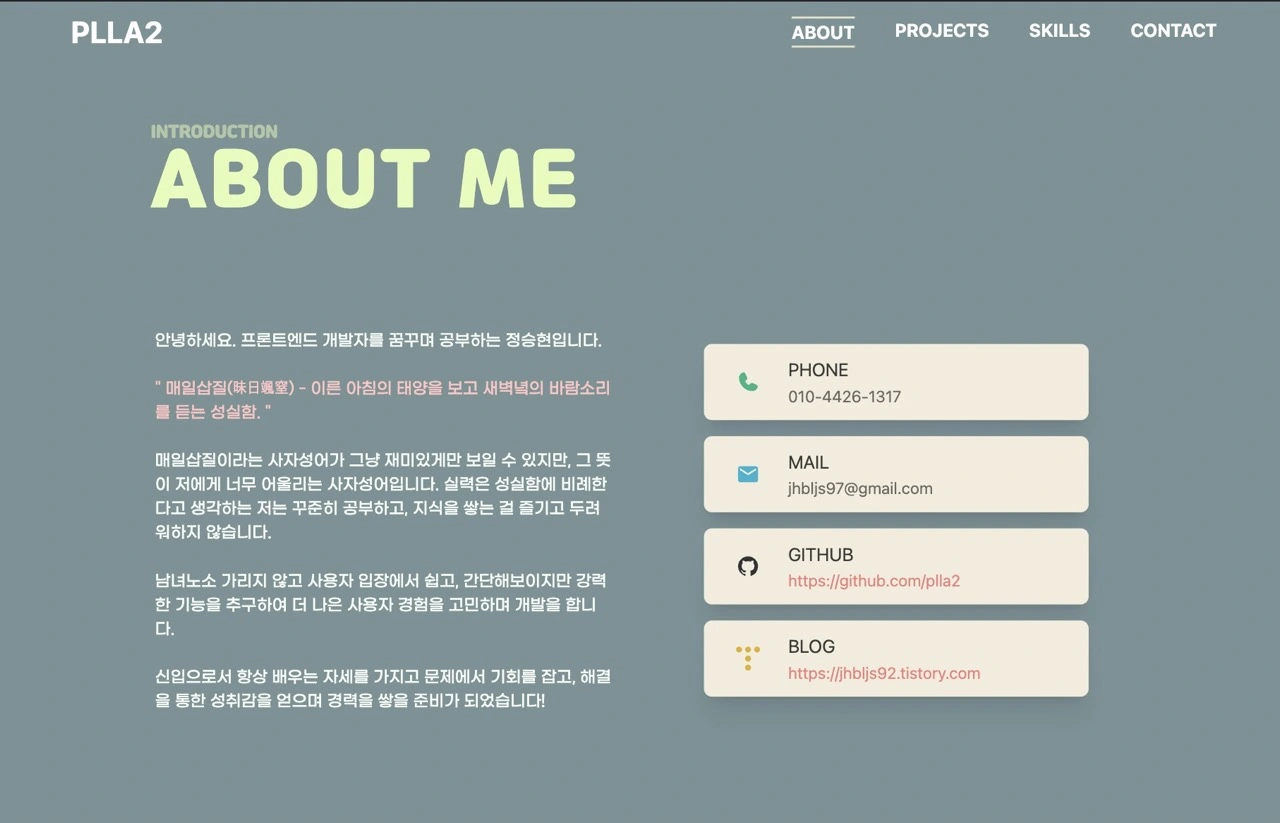 PLLA2
ABOUT
PROJECTS
SKILLS
CONTACT
INTRODUCTION
ABOUT ME
안녕하세요. 프론트엔드 개발자를 꿈꾸며 공부하는 정승현입니다.
" 매일삽질(昧日颯窒) - 이른 아침의 태양을 보고 새벽녘의 바람소리
를 듣는 성실함. "
매일삽질이라는 사자성어가 그냥 재미있게만 보일 수 있지만, 그 뜻
이 저에게 너무 어울리는 사자성어입니다. 실력은 성실함에 비례한
다고 생각하는 저는 꾸준히 공부하고, 지식을 쌓는 걸 즐기고 두려
워하지 않습니다.
남녀노소 가리지 않고 사용자 입장에서 쉽고, 간단해보이지만 강력
한 기능을 추구하여 더 나은 사용자 경험을 고민하며 개발을 합니
다.
신입으로서 항상 배우는 자세를 가지고 문제에서 기회를 잡고, 해결
을 통한 성취감을 얻으며 경력을 쌓을 준비가 되었습니다!
PHONE
010-4426-1317
MAIL
jhbljs97@gmail.com
GITHUB
https://github.com/plla2
BLOG
https://jhbljs92.tistory.com